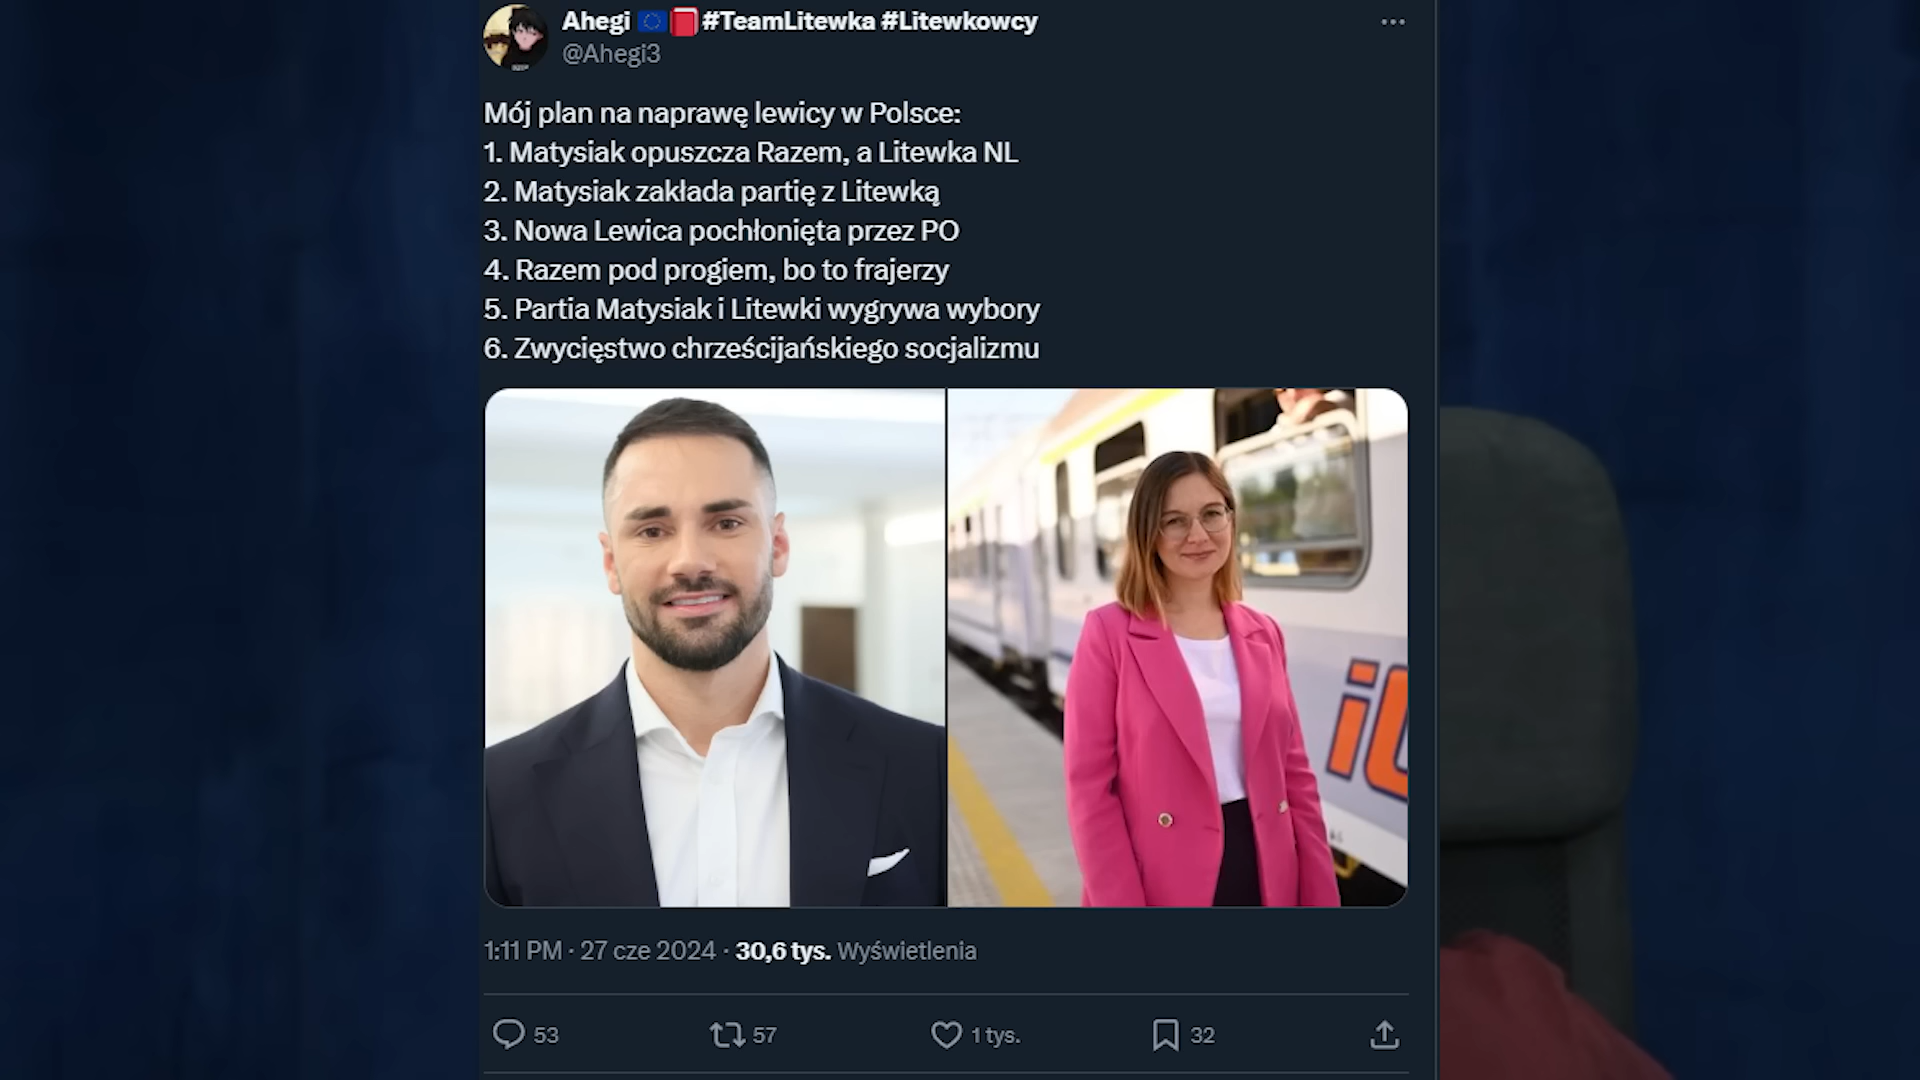 Ahegi 🇪🇺📕#TeamLitewka #Litewkowcy
@Ahegi3
Mój plan na naprawę lewicy w Polsce:
1. Matysiak opuszcza Razem, a Litewka NL
2. Matysiak zakłada partię z Litewką
3. Nowa Lewica pochłonięta przez PO
4. Razem pod progiem, bo to frajerzy
5. Partia Matysiak i Litewki wygrywa wybory
6. Zwycięstwo chrześcijańskiego socjalizmu
1:11 PM · 27 cze 2024 · 30,6 tys. Wyświetlenia
53 57 1 tys. 32